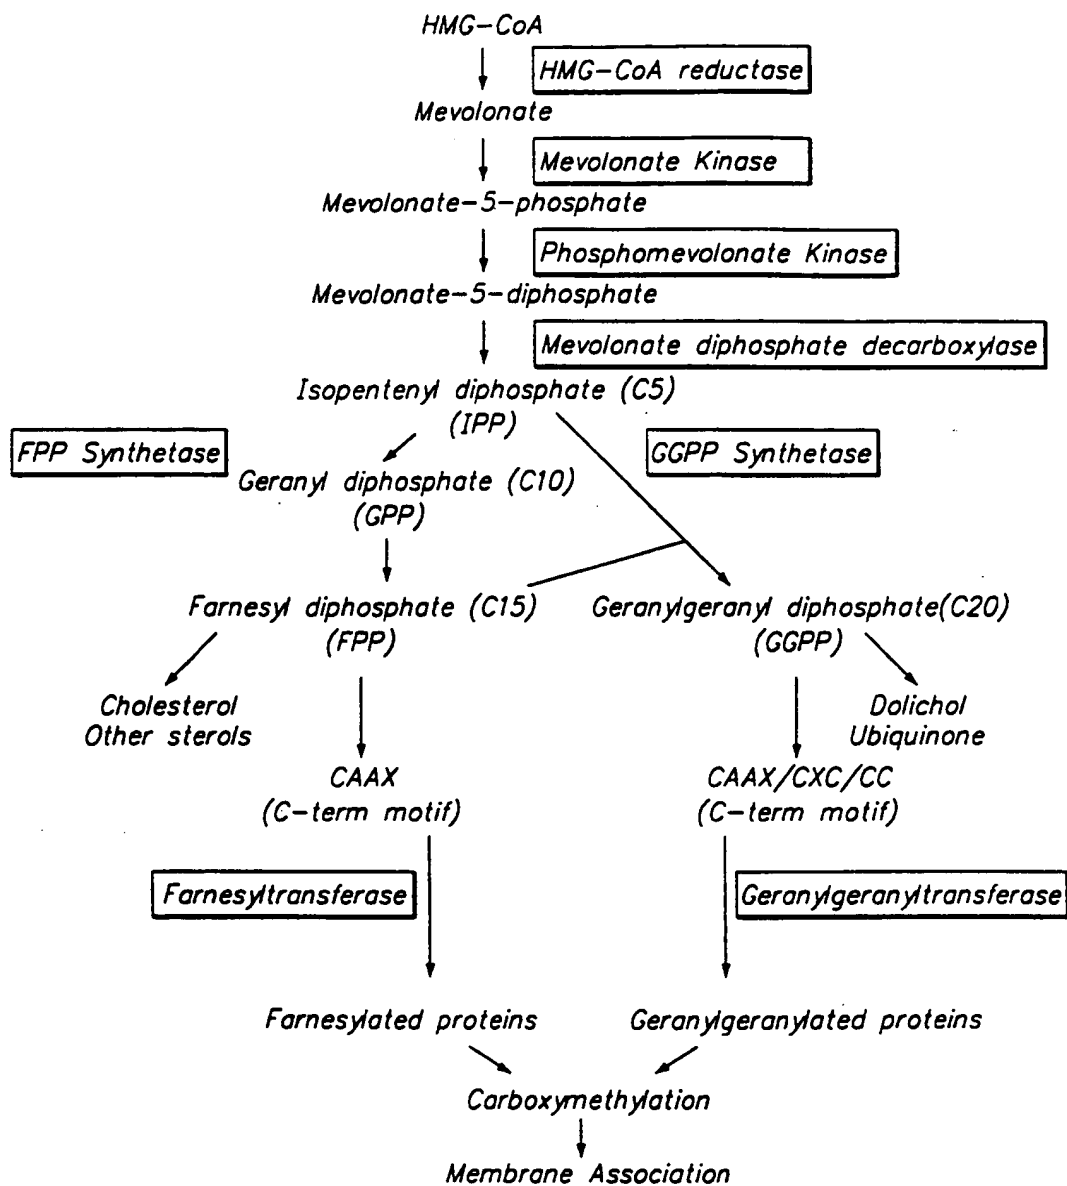 HMG-CoA
HMG-CoA reductase
Mevolonate
Mevolonate Kinase
Mevolonate-5-phosphate
Phosphomevolonate Kinase
Mevolonate-5-diphosphate
Mevolonate diphosphate decarboxylase
Isopentenyl diphosphate (C5)
(IPP)
FPP Synthetase
GGPP Synthetase
Geranyl diphosphate (C10)
(GPP)
Farnesyl diphosphate (C15)
(FPP)
Geranylgeranyl diphosphate(C20)
(GGPP)
Cholesterol
Other sterols
Dolichol
Ubiquinone
CAAX
(C-term motif)
CAAX/CXC/CC
(C-term motif)
Farnesyltransferase
Geranylgeranyltransferase
Farnesylated proteins
Geranylgeranylated proteins
Carboxymethylation
Membrane Association